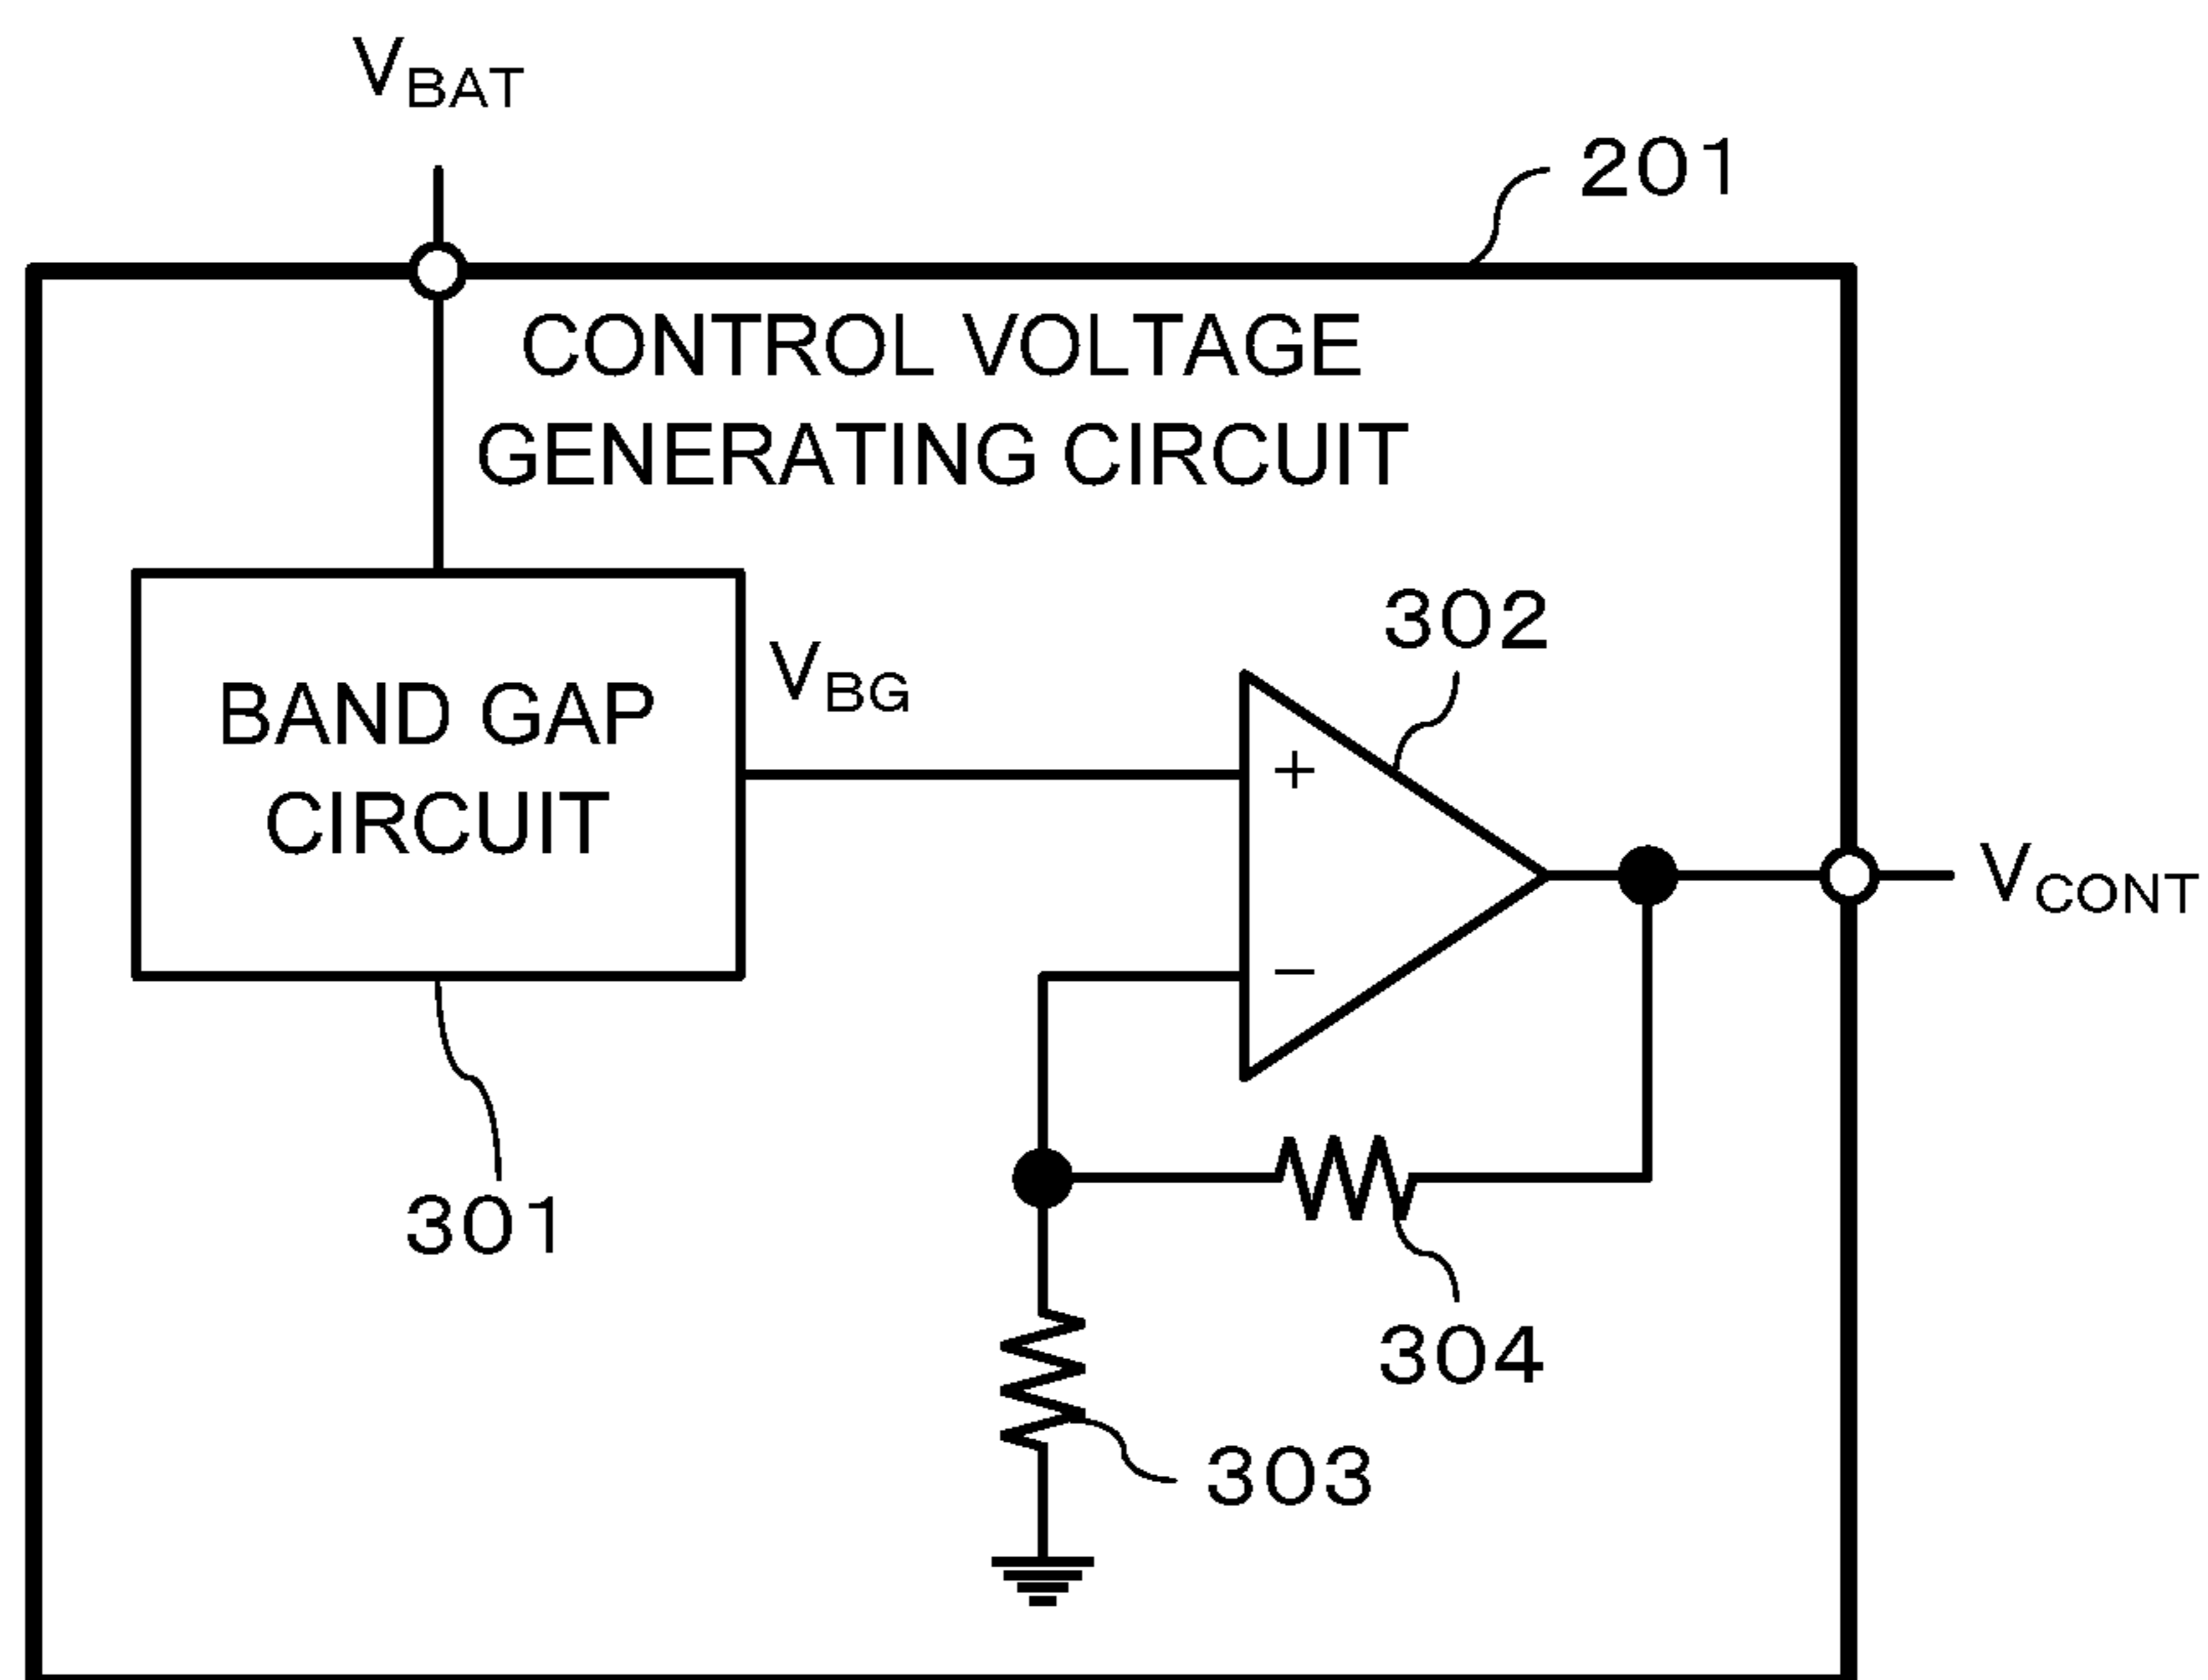 VBAT
201
CONTROL VOLTAGE
GENERATING CIRCUIT
302
VBG
BAND GAP
CIRCUIT
+
−
VCONT
301
304
303